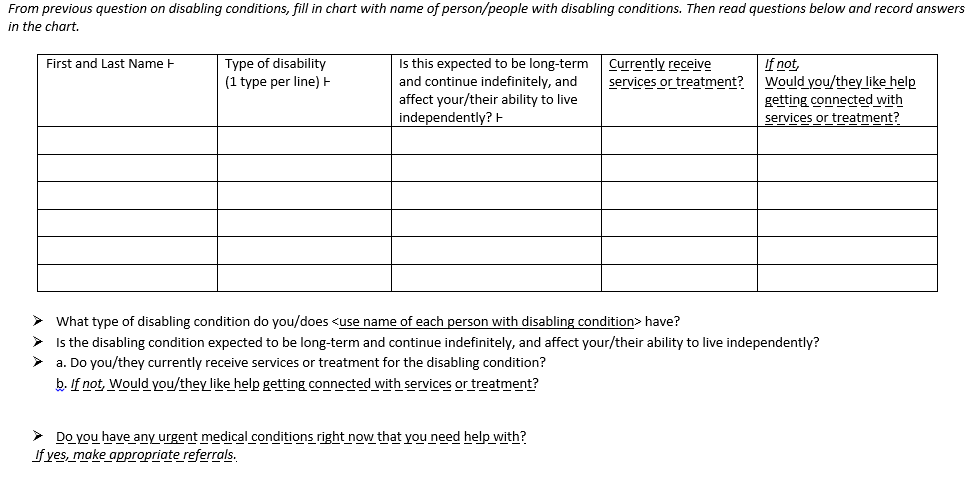 From previous question on disabling conditions, fill in chart with name of person/people with disabling conditions. Then read questions below and record answers
in the chart.
First and Last Name Ⱶ
Type of disability
(1 type per line) Ⱶ
Is this expected to be long-term
and continue indefinitely, and
affect your/their ability to live
independently? Ⱶ
Currently receive
services or treatment?
If not,
Would you/they like help
getting connected with
services or treatment?
➢ What type of disabling condition do you/does <use name of each person with disabling condition> have?
➢ Is the disabling condition expected to be long-term and continue indefinitely, and affect your/their ability to live independently?
➢ a. Do you/they currently receive services or treatment for the disabling condition?
b. If not, Would you/they like help getting connected with services or treatment?
➢ Do you have any urgent medical conditions right now that you need help with?
If yes, make appropriate referrals.